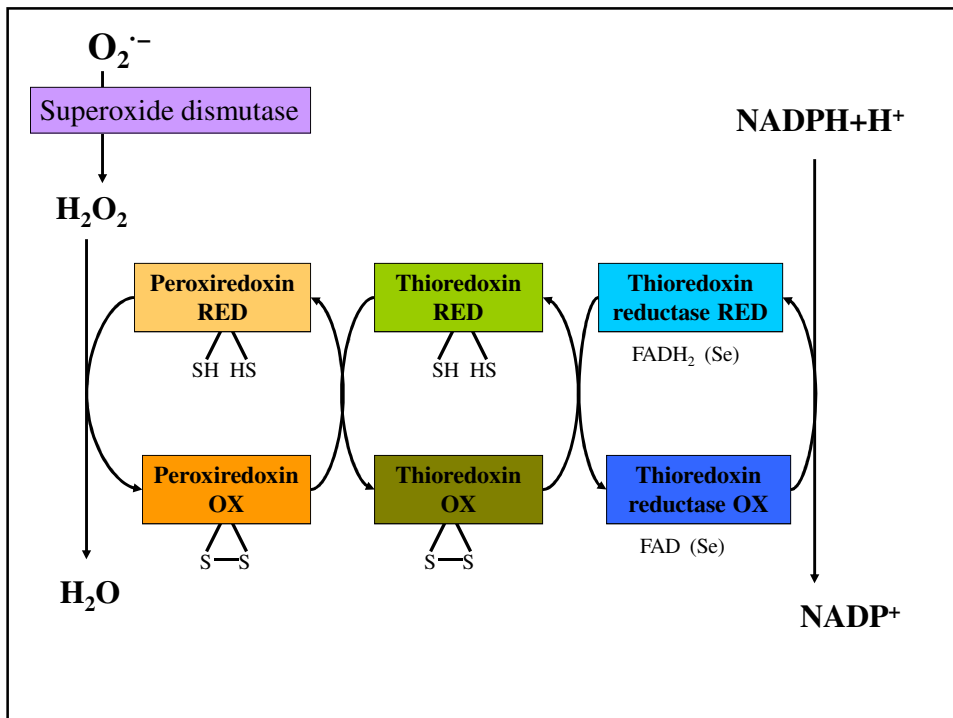 O₂·−
Superoxide dismutase
NADPH+H⁺
H₂O₂
Peroxiredoxin
RED
Thioredoxin
RED
Thioredoxin
reductase RED
SH HS
SH HS
FADH₂ (Se)
Peroxiredoxin
OX
Thioredoxin
OX
Thioredoxin
reductase OX
S S
S S
FAD (Se)
H₂O
NADP⁺